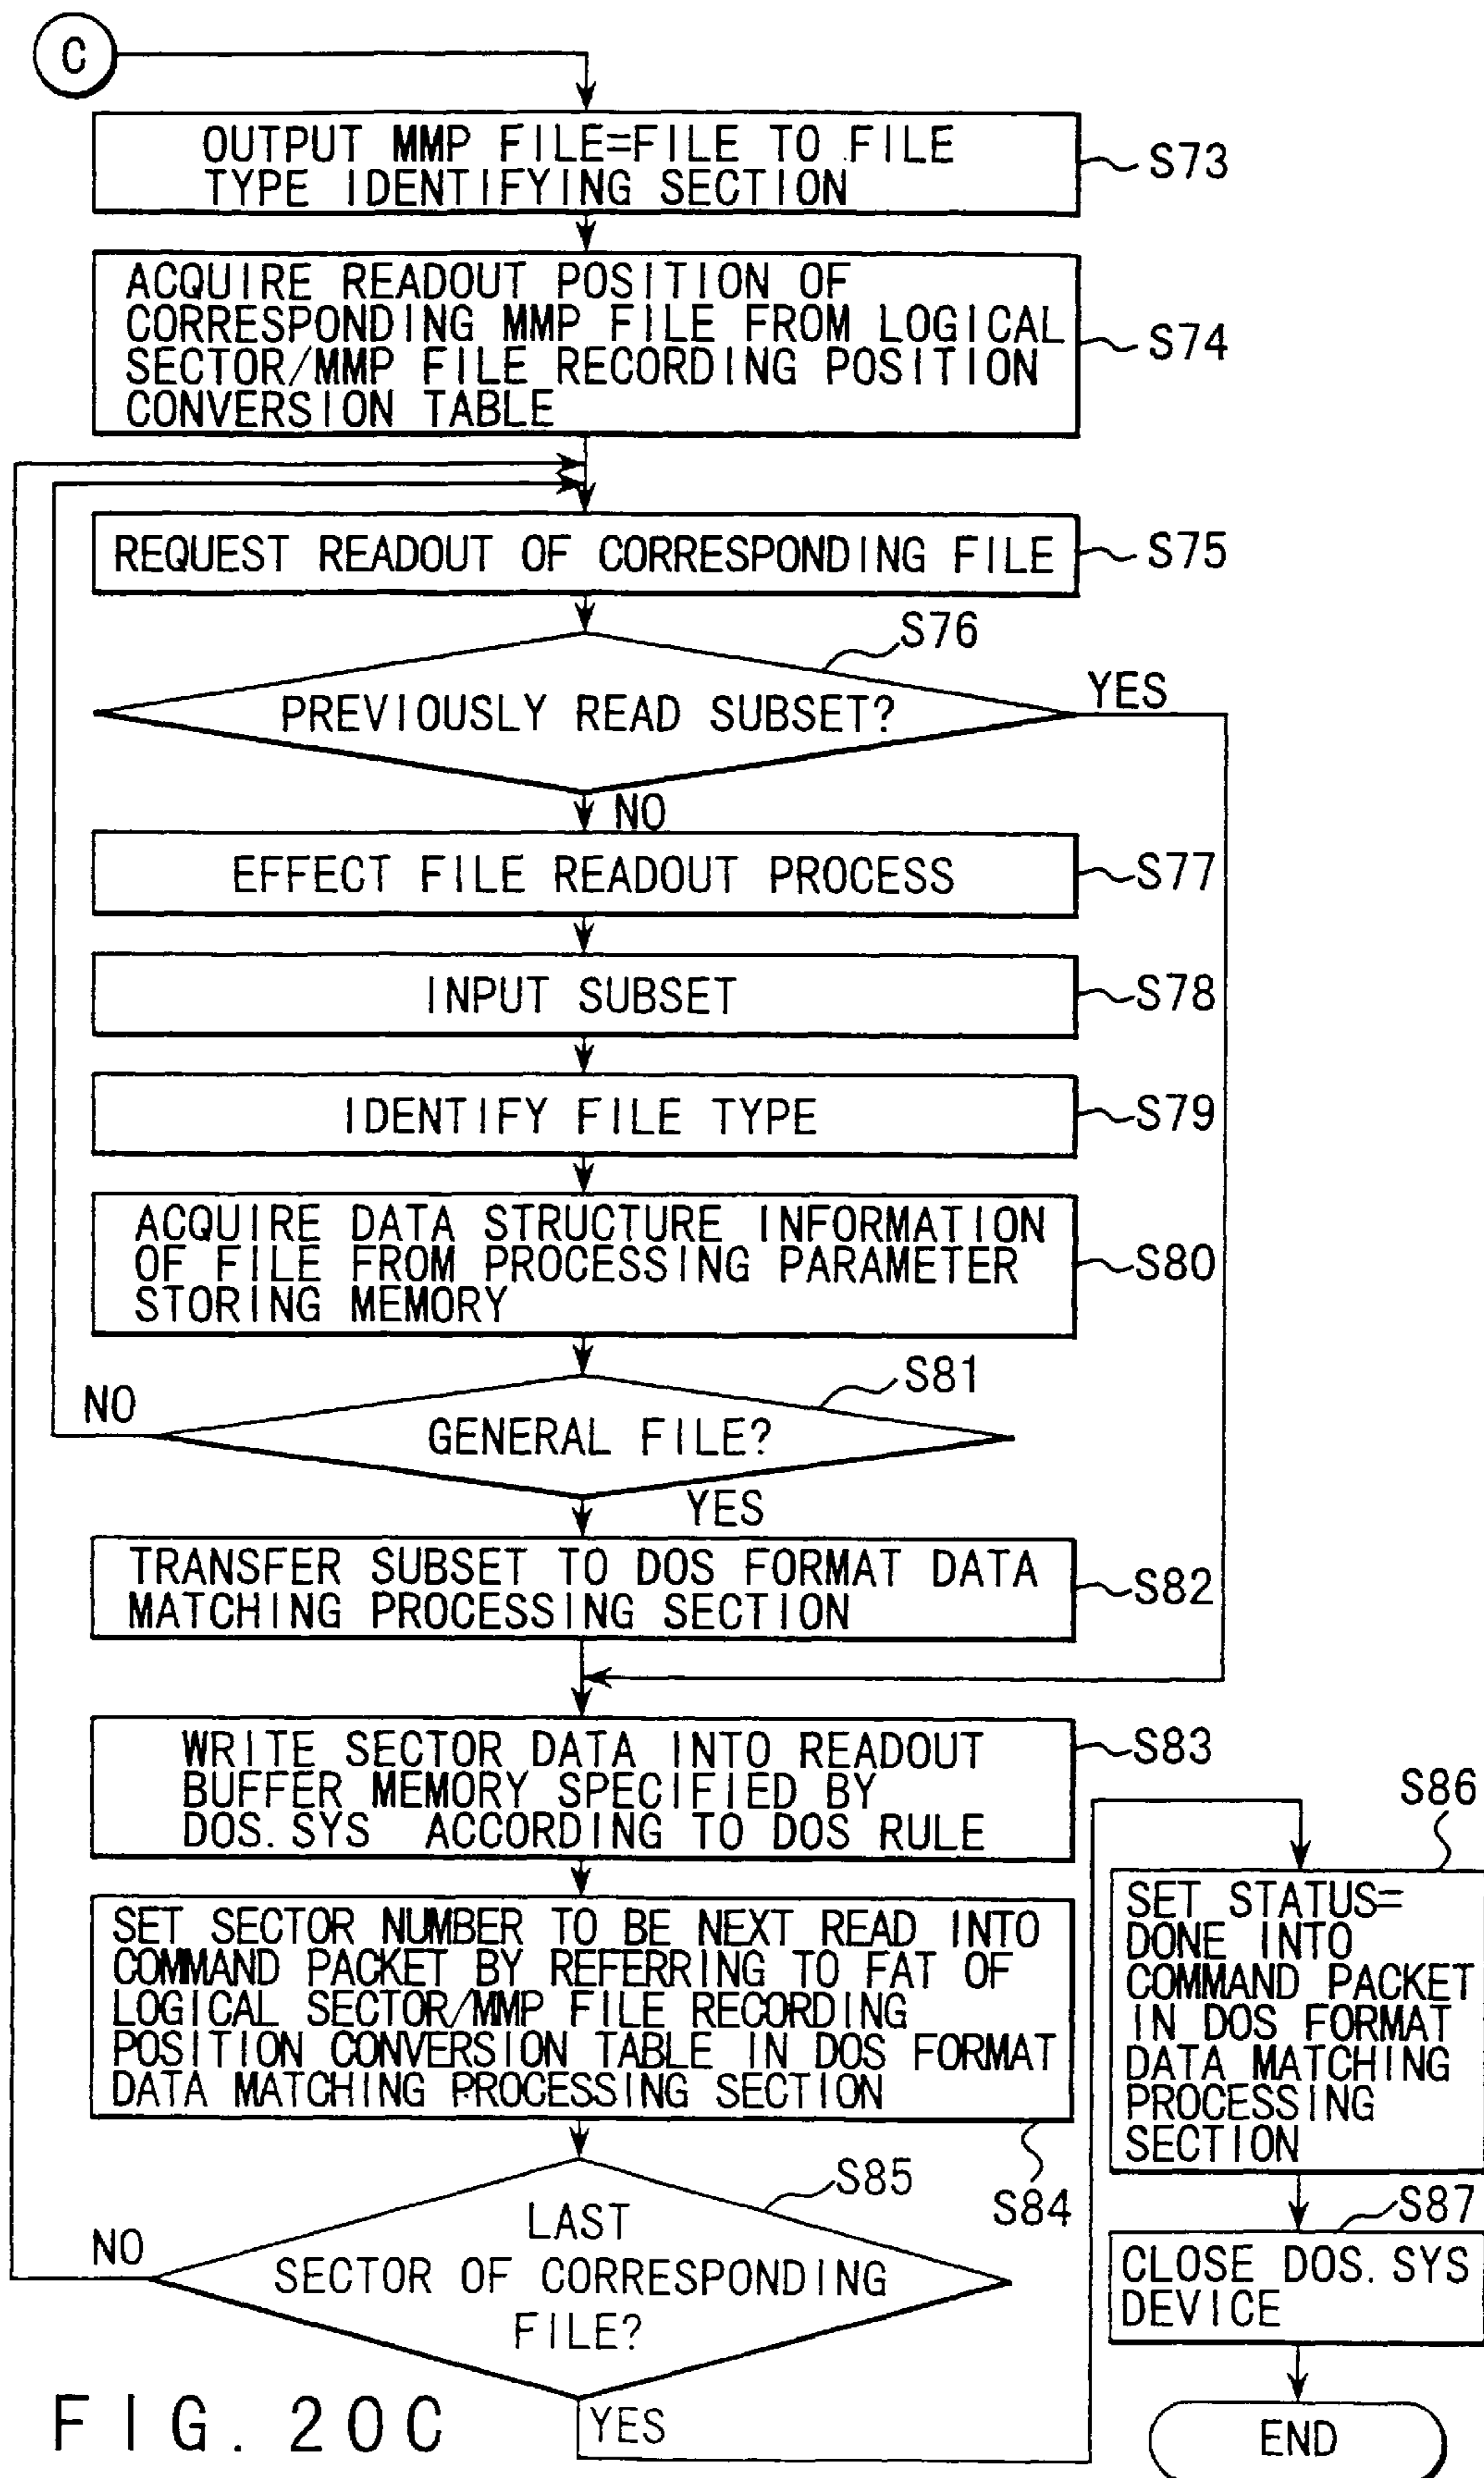 C
OUTPUT MMP FILE=FILE TO FILE
TYPE IDENTIFYING SECTION
S73
ACQUIRE READOUT POSITION OF
CORRESPONDING MMP FILE FROM LOGICAL
SECTOR/MMP FILE RECORDING POSITION
CONVERSION TABLE
S74
REQUEST READOUT OF CORRESPONDING FILE
S75
S76
PREVIOUSLY READ SUBSET?
YES
NO
EFFECT FILE READOUT PROCESS
S77
INPUT SUBSET
S78
IDENTIFY FILE TYPE
S79
ACQUIRE DATA STRUCTURE INFORMATION
OF FILE FROM PROCESSING PARAMETER
STORING MEMORY
S80
S81
NO
GENERAL FILE?
YES
TRANSFER SUBSET TO DOS FORMAT DATA
MATCHING PROCESSING SECTION
S82
WRITE SECTOR DATA INTO READOUT
BUFFER MEMORY SPECIFIED BY
DOS.SYS ACCORDING TO DOS RULE
S83
SET SECTOR NUMBER TO BE NEXT READ INTO
COMMAND PACKET BY REFERRING TO FAT OF
LOGICAL SECTOR/MMP FILE RECORDING
POSITION CONVERSION TABLE IN DOS FORMAT
DATA MATCHING PROCESSING SECTION
S84
S85
NO
LAST
SECTOR OF CORRESPONDING
FILE?
YES
S86
SET STATUS=
DONE INTO
COMMAND PACKET
IN DOS FORMAT
DATA MATCHING
PROCESSING
SECTION
S87
CLOSE DOS.SYS
DEVICE
END
FIG. 20C